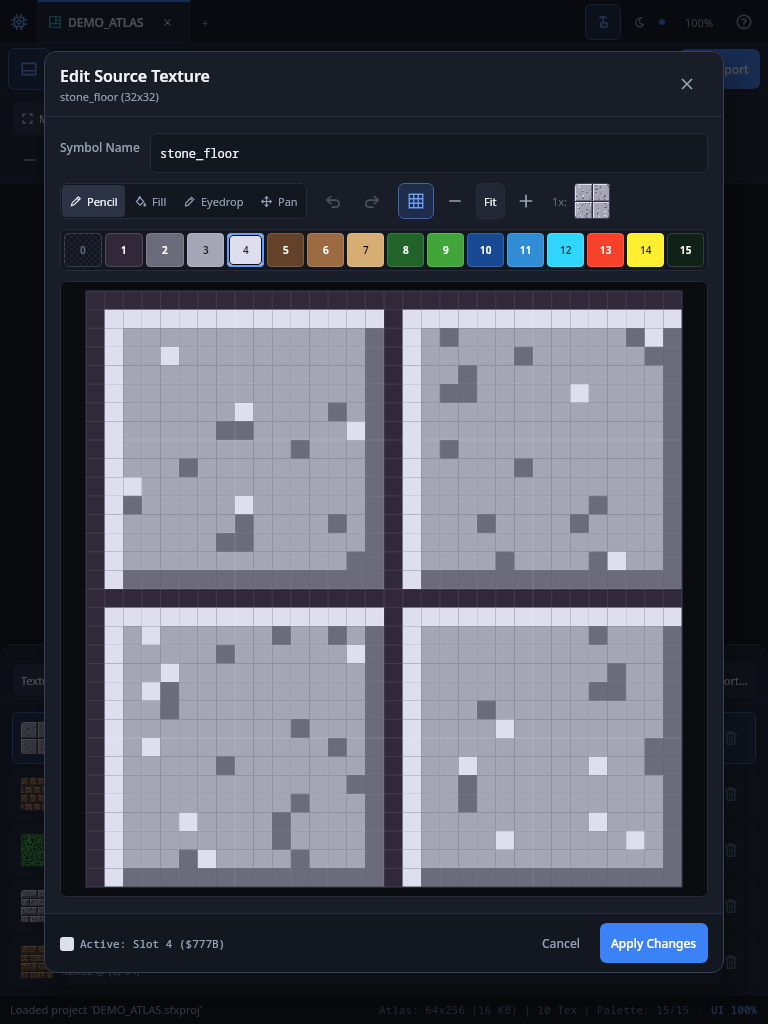 DEMO_ATLAS × + 100%
Edit Source Texture
stone_floor (32x32)
Symbol Name stone_floor
Pencil Fill Eyedrop Pan Fit 1x:
0 1 2 3 4 5 6 7 8 9 10 11 12 13 14 15
Active: Slot 4 ($777B) Cancel Apply Changes
Loaded project 'DEMO_ATLAS.sfxproj' Atlas: 64x256 (16 KB) | 10 Tex | Palette: 15/15 UI 100%